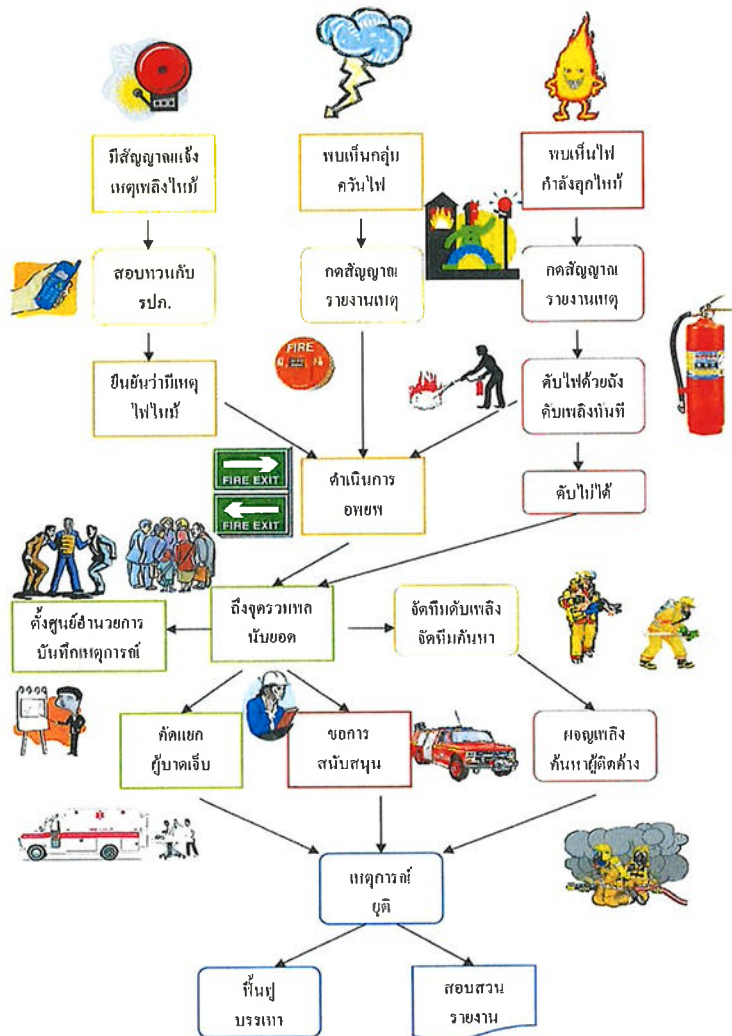 มีสัญญาณแจ้ง
เหตุเพลิงไหม้
พบเห็นกลุ่ม
ควันไฟ
พบเห็นไฟ
กำลังลุกไหม้
สอบทวนกับ
รปภ.
กดสัญญาณ
รายงานเหตุ
กดสัญญาณ
รายงานเหตุ
FIRE
ยืนยันว่ามีเหตุ
ไฟไหม้
ดับไฟด้วยถัง
ดับเพลิงทันที
FIRE EXIT
FIRE EXIT
ดำเนินการ
อพยพ
ดับไม่ได้
ตั้งศูนย์อำนวยการ
บันทึกเหตุการณ์
ถึงจุดรวมพล
นับยอด
จัดทีมดับเพลิง
จัดทีมค้นหา
คัดแยก
ผู้บาดเจ็บ
ขอการ
สนับสนุน
ผจญเพลิง
ค้นหาผู้ติดค้าง
เหตุการณ์
ยุติ
ฟื้นฟู
บรรเทา
สอบสวน
รายงาน